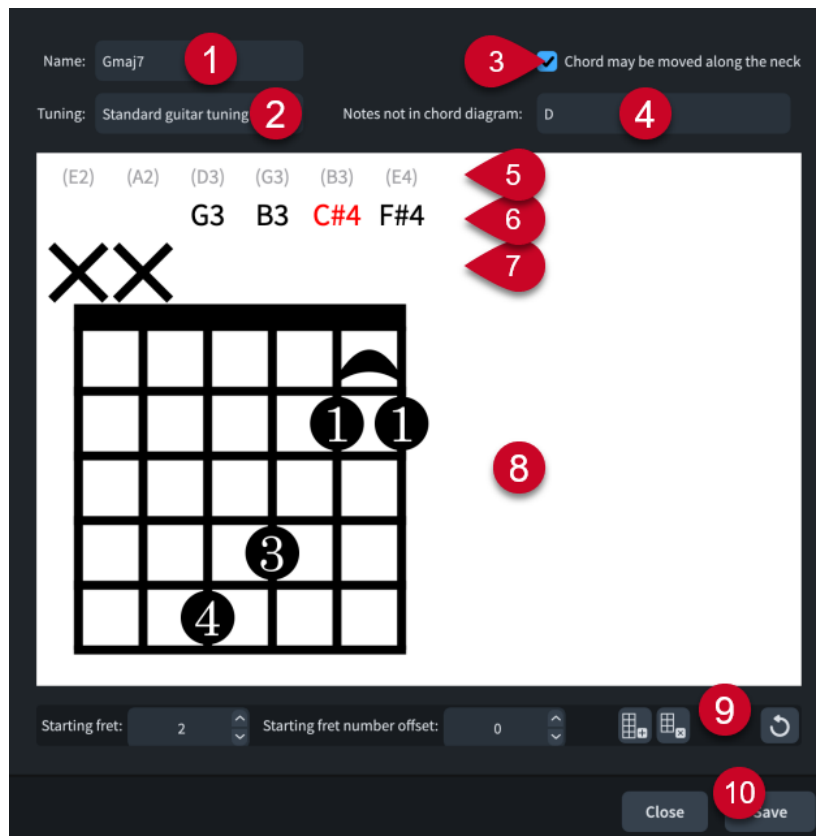 Name: Gmaj7 1 3 Chord may be moved along the neck
Tuning: Standard guitar tuning 2 Notes not in chord diagram: D 4
(E2) (A2) (D3) (G3) (B3) (E4) 5
G3 B3 C#4 F#4 6
7
1 1
8
3
4
Starting fret: 2 Starting fret number offset: 0 9
Close 10 Save